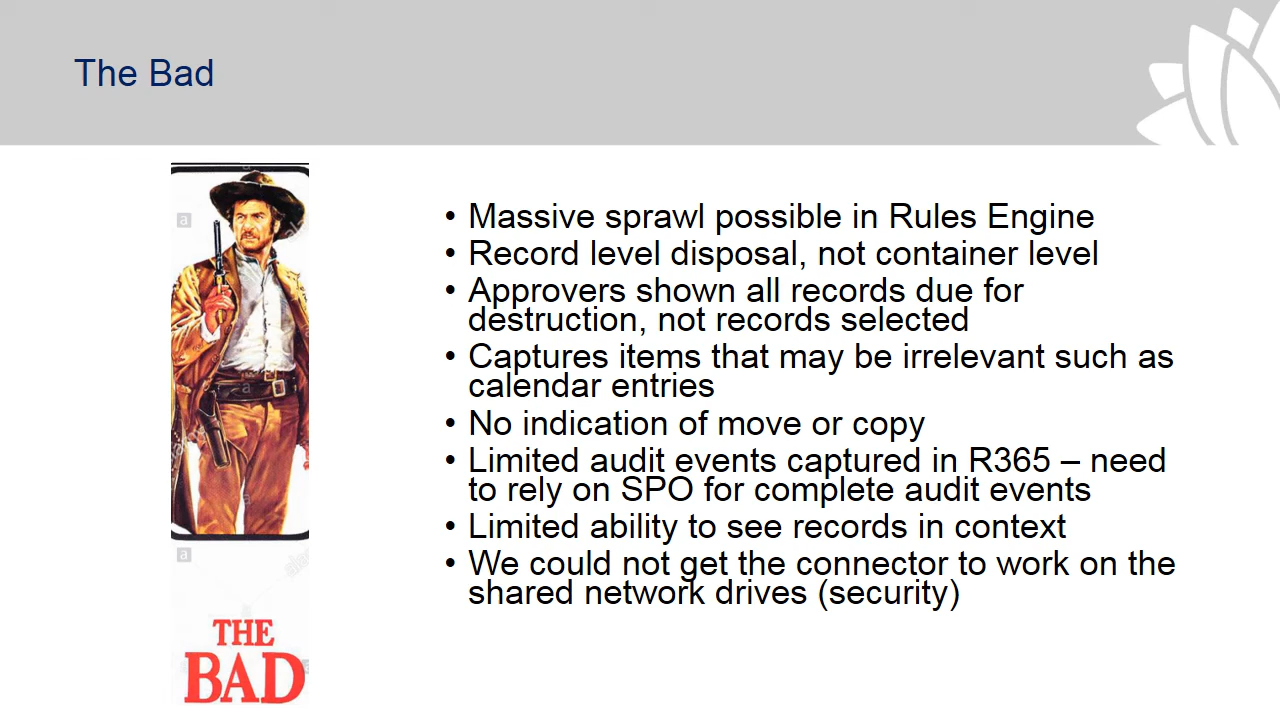 The Bad
• Massive sprawl possible in Rules Engine
• Record level disposal, not container level
• Approvers shown all records due for
destruction, not records selected
• Captures items that may be irrelevant such as
calendar entries
• No indication of move or copy
• Limited audit events captured in R365 – need
to rely on SPO for complete audit events
• Limited ability to see records in context
• We could not get the connector to work on the
shared network drives (security)
a
a
THE
BAD